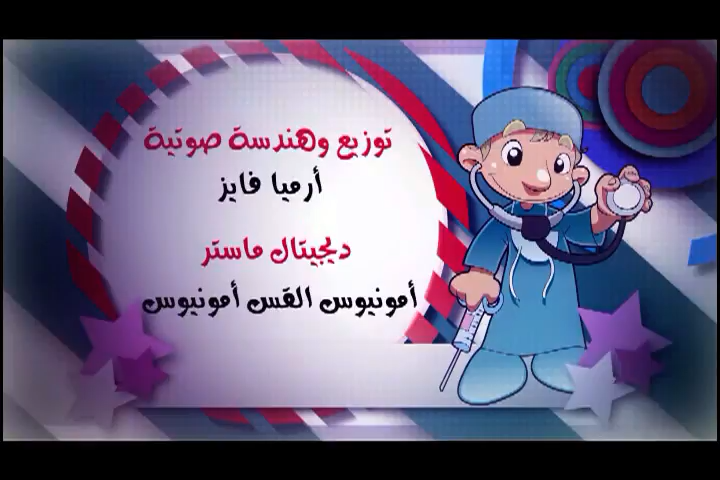 توزيع وهندسة صوتية
أرميا فايز
ديجيتال ماستر
أمونيوس القس أمونيوس